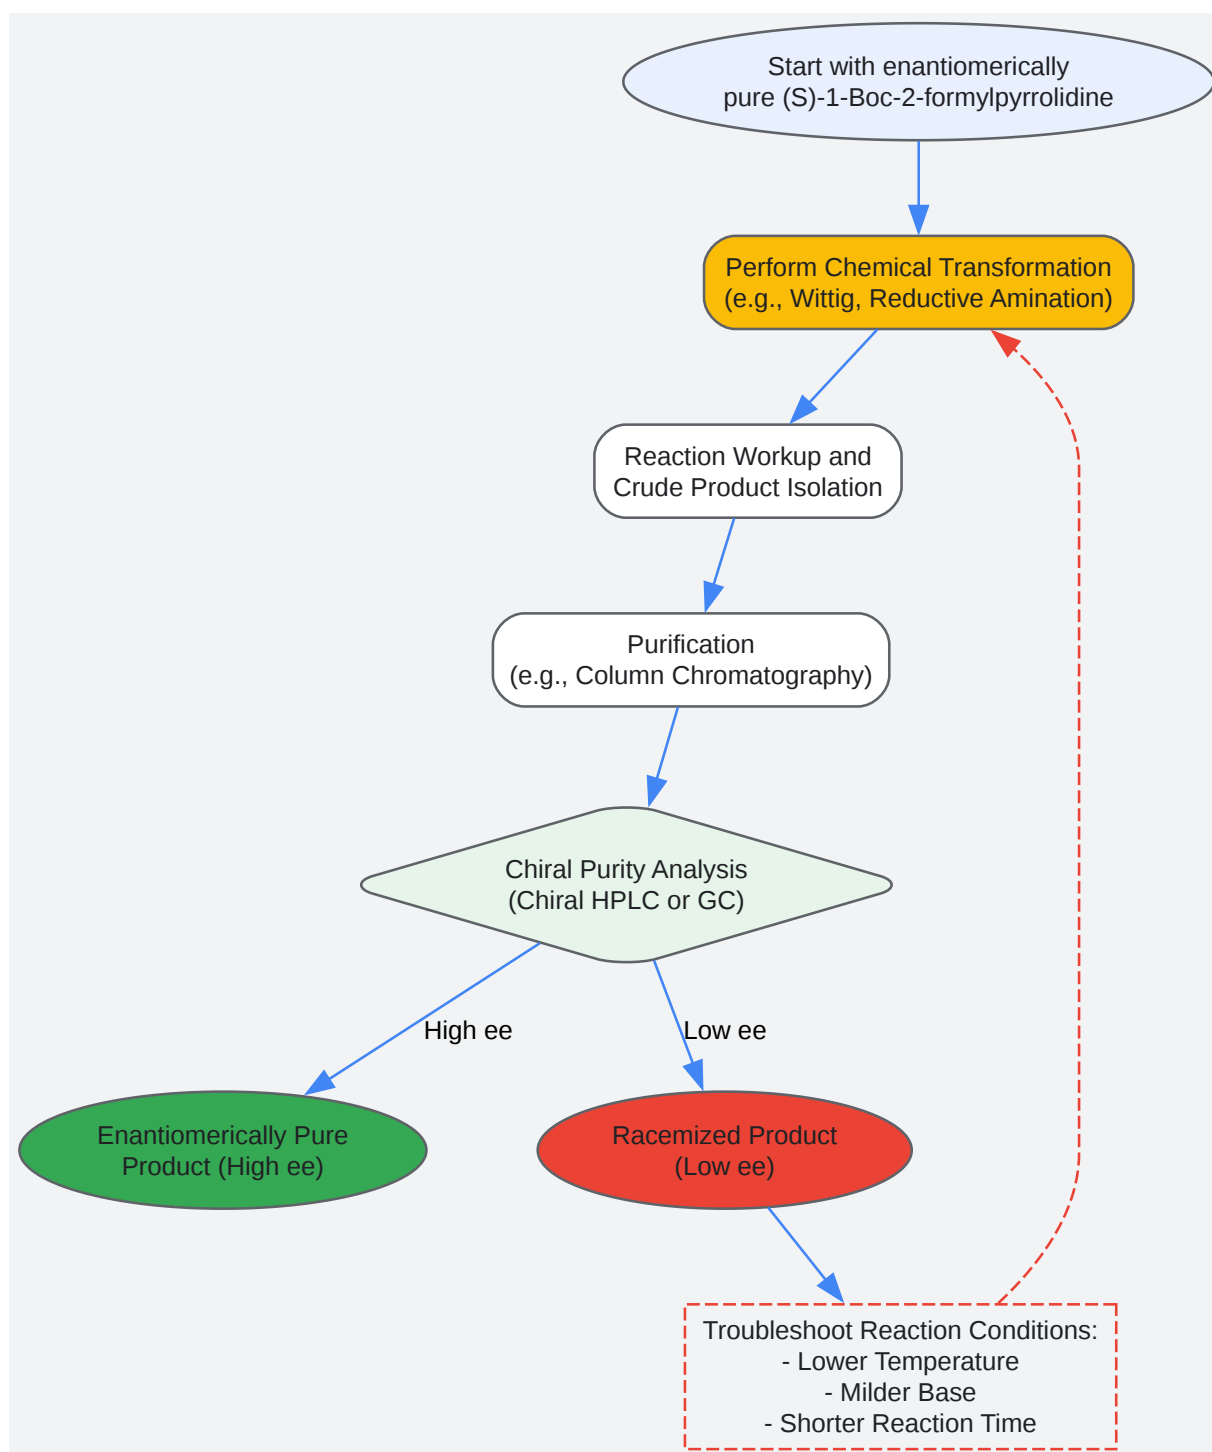 Start with enantiomerically
pure (S)-1-Boc-2-formylpyrrolidine
Perform Chemical Transformation
(e.g., Wittig, Reductive Amination)
Reaction Workup and
Crude Product Isolation
Purification
(e.g., Column Chromatography)
Chiral Purity Analysis
(Chiral HPLC or GC)
High ee
Low ee
Enantiomerically Pure
Product (High ee)
Racemized Product
(Low ee)
Troubleshoot Reaction Conditions:
- Lower Temperature
- Milder Base
- Shorter Reaction Time